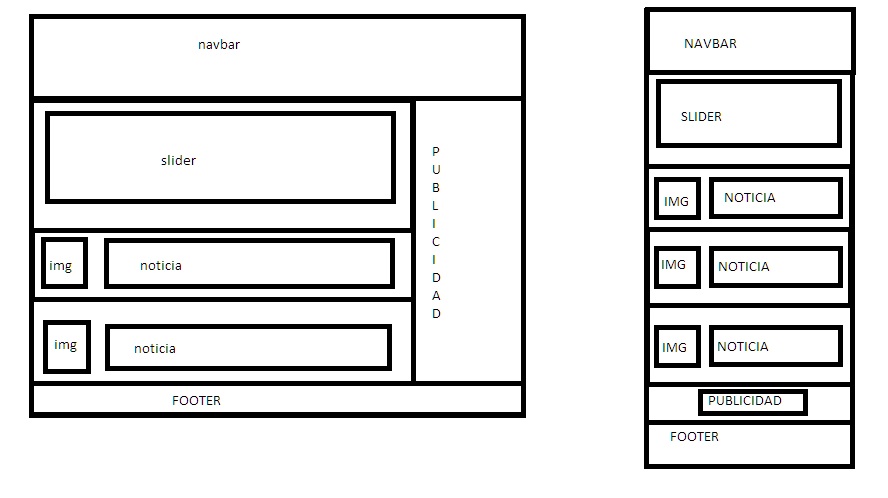 navbar
slider
PUBLICIDAD
img
noticia
img
noticia
FOOTER
NAVBAR
SLIDER
IMG
NOTICIA
IMG
NOTICIA
IMG
NOTICIA
PUBLICIDAD
FOOTER